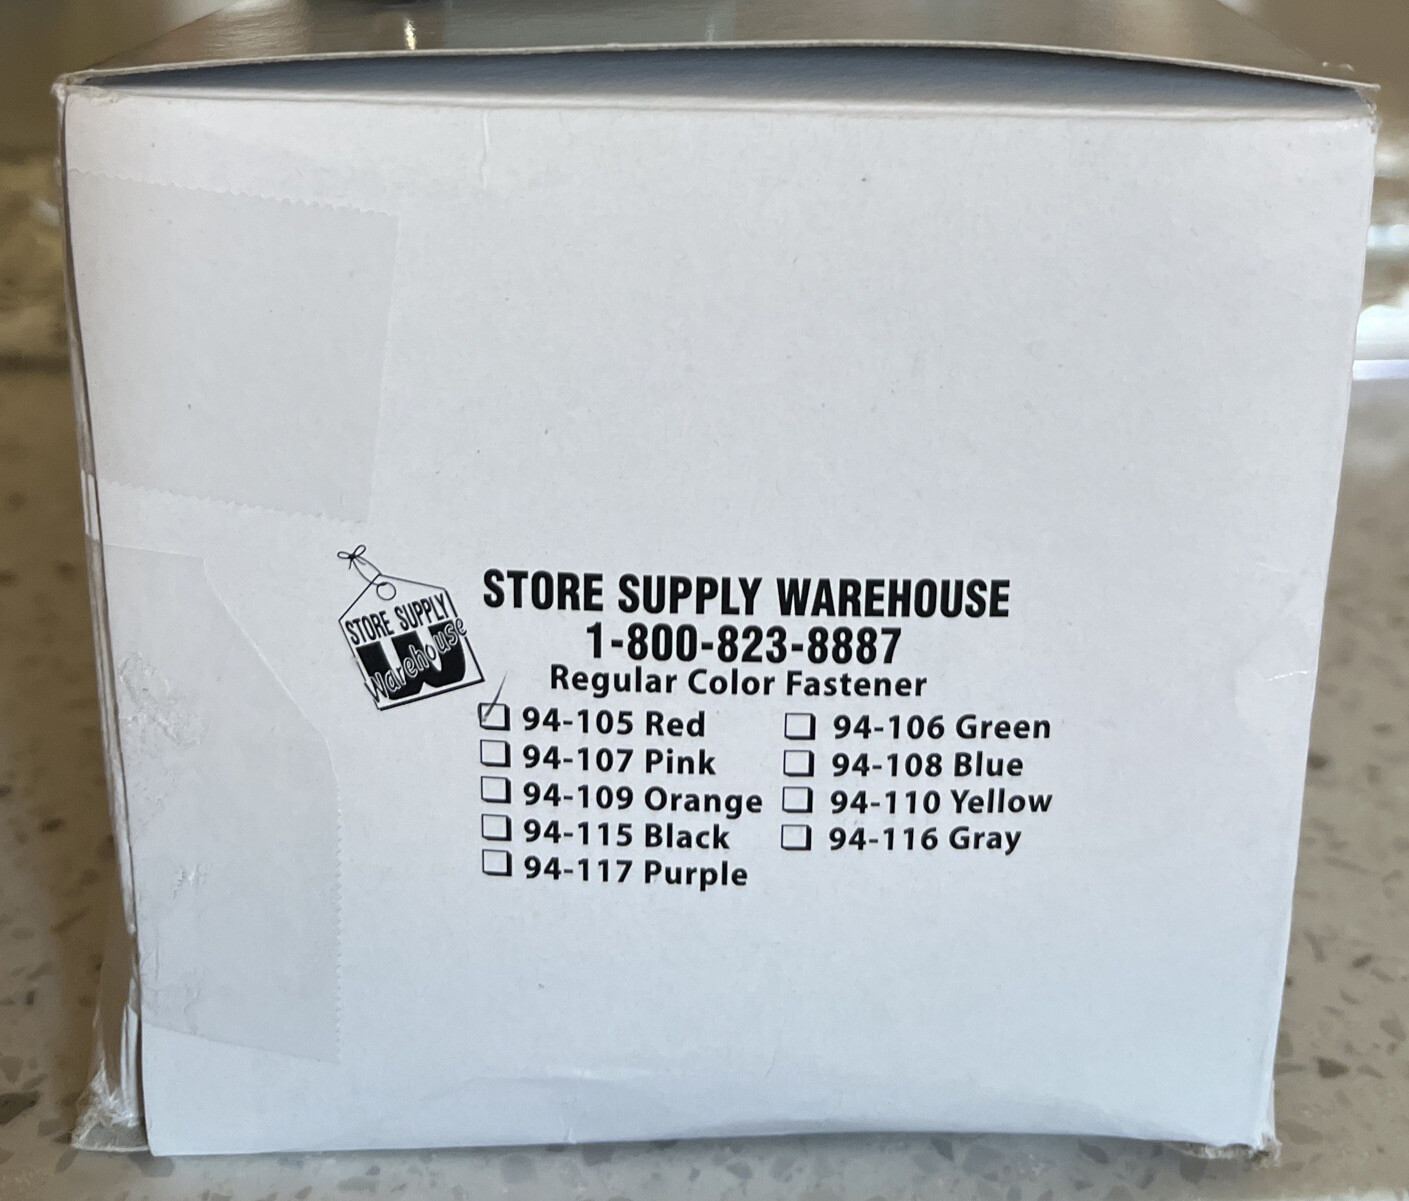 STORE SUPPLY
Warehouse
STORE SUPPLY WAREHOUSE
1-800-823-8887
Regular Color Fastener
94-105 Red
94-106 Green
94-107 Pink
94-108 Blue
94-109 Orange
94-110 Yellow
94-115 Black
94-116 Gray
94-117 Purple